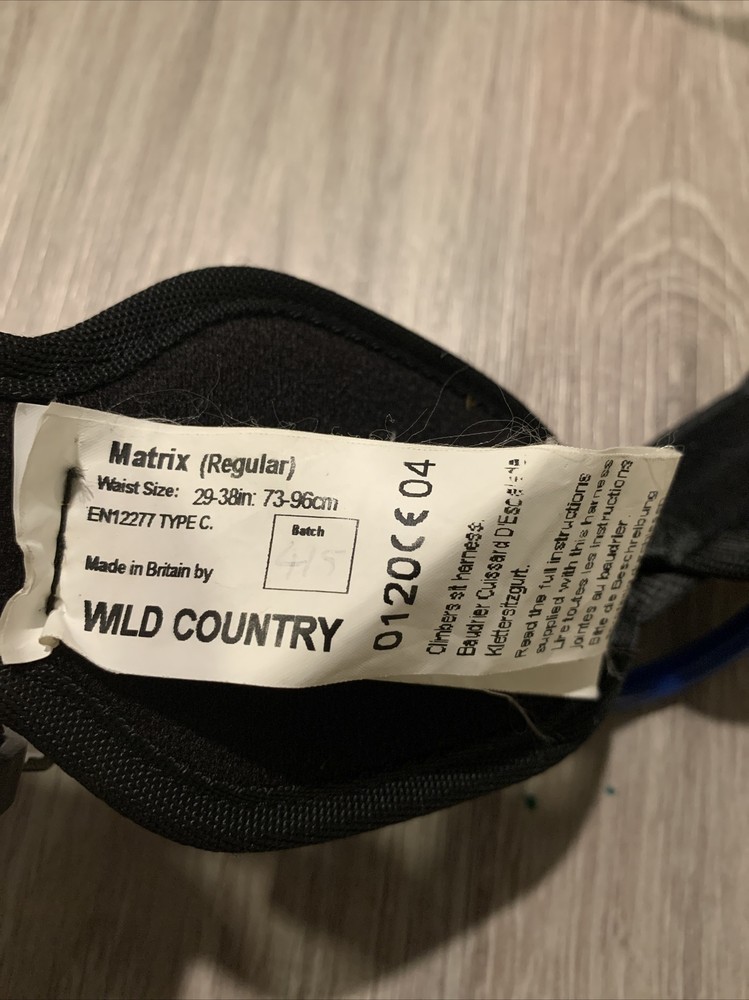 Matrix (Regular)
Waist Size: 29-38in: 73-96cm
EN12277 TYPE C.
Batch
45
Made in Britain by
WILD COUNTRY
0120 CE 04
Climbers sit harness:
Baudrier Cuissard D'Escalade
Klettersitzgurt.
Read the full instructions
supplied with this harness
Lire toutes les instructions
jointes au baudrier
Bitte die Beschreibung